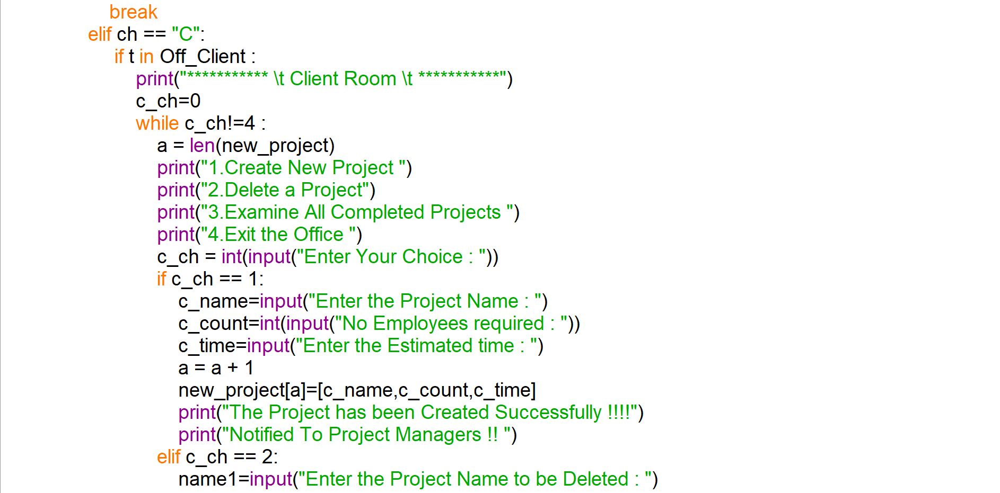 break
elif ch == "C":
if t in Off_Client :
print("*********** \t Client Room \t ***********")
c_ch=0
while c_ch!=4 :
a = len(new_project)
print("1.Create New Project ")
print("2.Delete a Project")
print("3.Examine All Completed Projects ")
print("4.Exit the Office ")
c_ch = int(input("Enter Your Choice : "))
if c_ch == 1:
c_name=input("Enter the Project Name : ")
c_count=int(input("No Employees required : "))
c_time=input("Enter the Estimated time : ")
a = a + 1
new_project[a]=[c_name,c_count,c_time]
print("The Project has been Created Successfully !!!!")
print("Notified To Project Managers !! ")
elif c_ch == 2:
name1=input("Enter the Project Name to be Deleted : ")